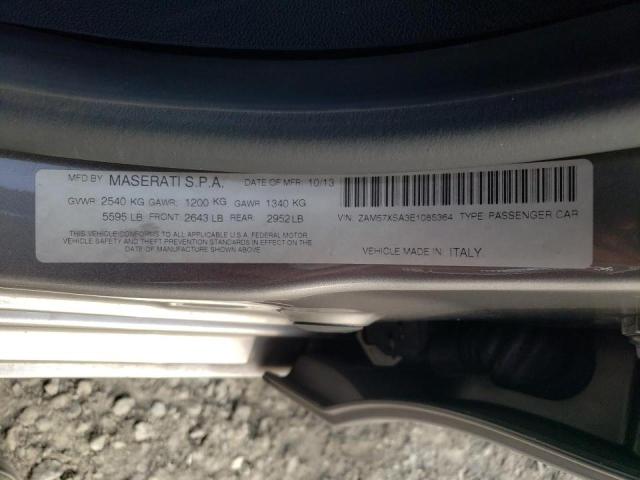 MFD BY MASERATI S.P.A. DATE OF MFR: 10/13
GVWR: 2540 KG GAWR: 1200 KG GAWR 1340 KG
5595 LB FRONT: 2643 LB REAR: 2952 LB
THIS VEHICLE CONFORMS TO ALL APPLICABLE U.S.A. FEDERAL MOTOR
VEHICLE SAFETY AND THEFT PREVENTION STANDARDS IN EFFECT ON THE
DATE OF MANUFACTURE SHOWN ABOVE.
V.I.N.: ZAM57XSA3E1085364 TYPE: PASSENGER CAR
VEHICLE MADE IN: ITALY